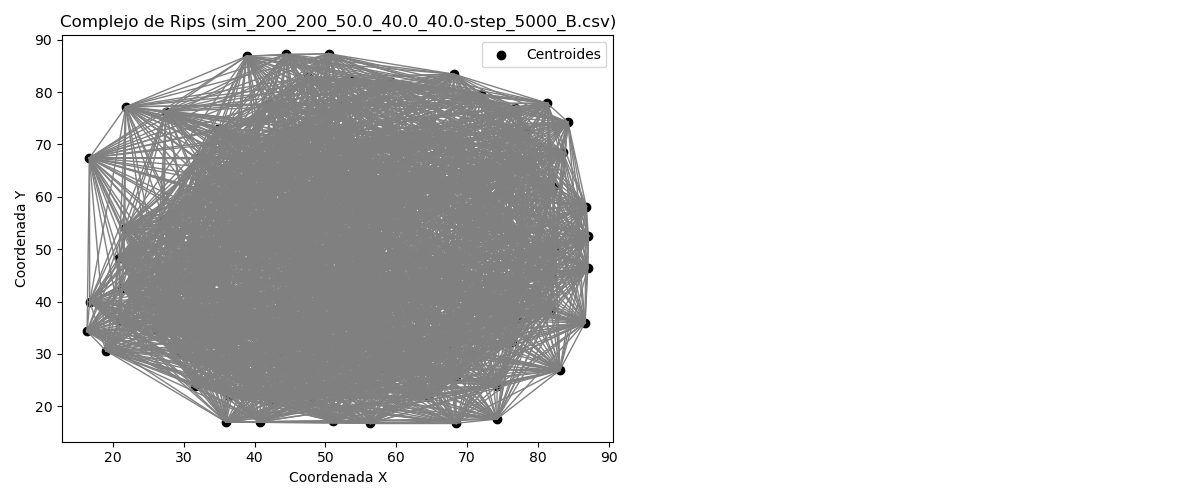 Complejo de Rips (sim_200_200_50.0_40.0_40.0-step_5000_B.csv)
Centroides
90
80
70
60
50
40
30
20
Coordenada Y
20 30 40 50 60 70 80 90
Coordenada X